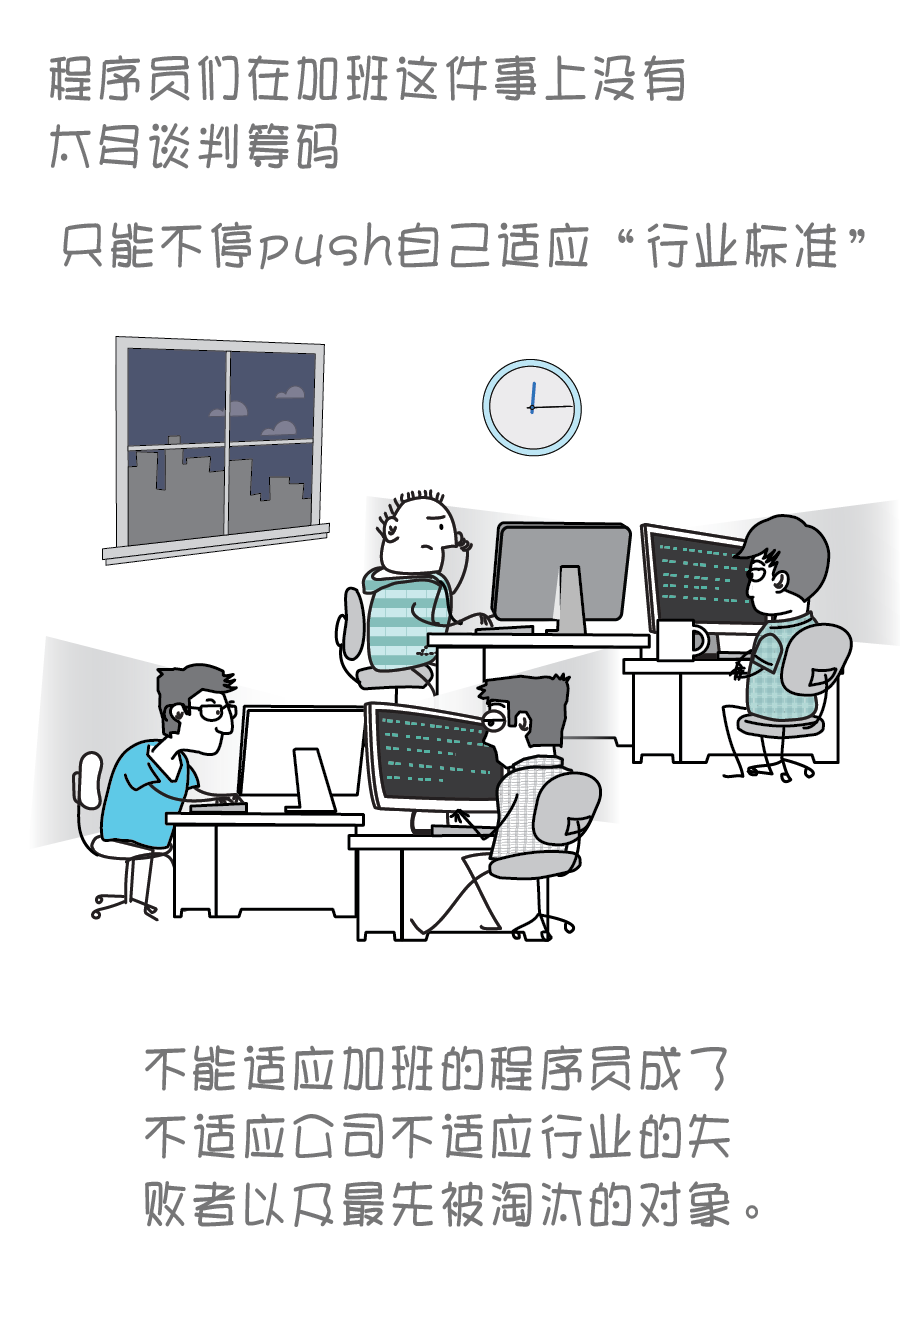 程序员们在加班这件事上没有
太多谈判筹码
只能不停push自己适应“行业标准”
不能适应加班的程序员成了
不适应公司不适应行业的失
败者以及最先被淘汰的对象。